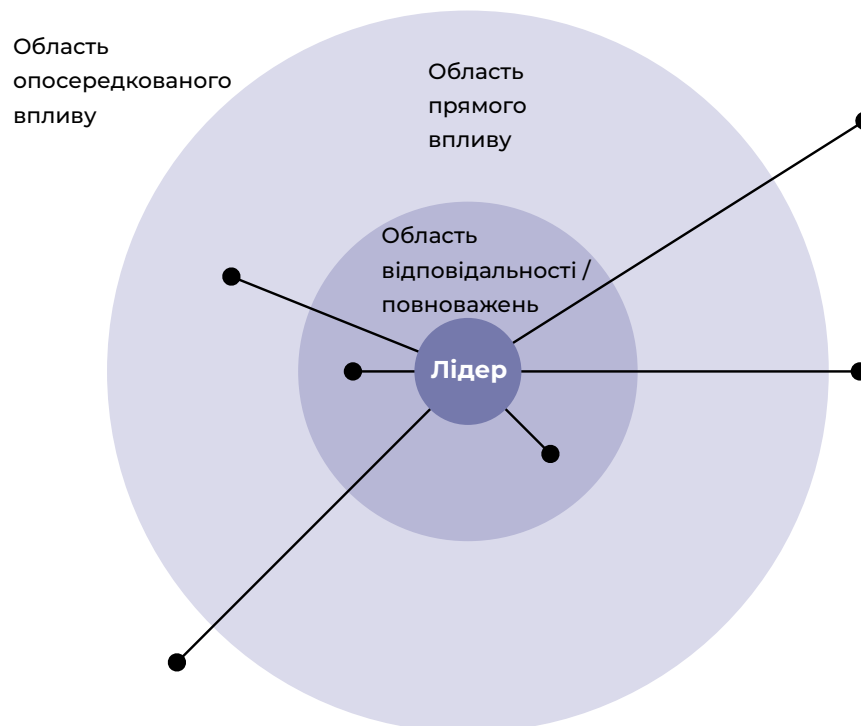 Область
опосередкованого
впливу
Область
прямого
впливу
Область
відповідальності /
повноважень
Лідер